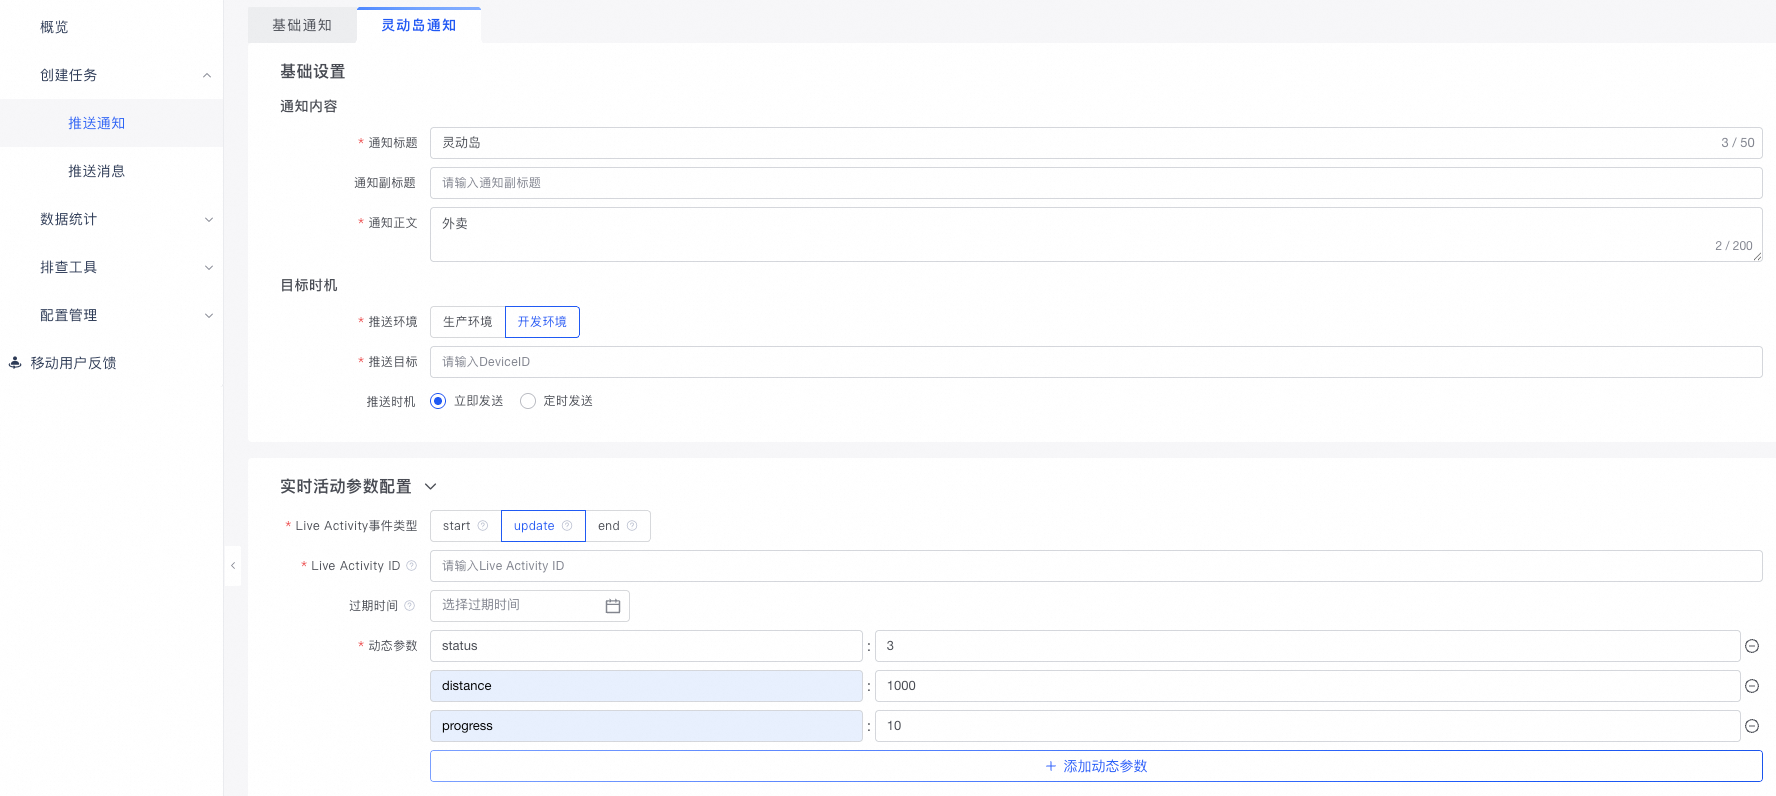 概览
创建任务
推送通知
推送消息
数据统计
排查工具
配置管理
移动用户反馈
基础通知
灵动岛通知
基础设置
通知内容
* 通知标题 灵动岛 3 / 50
通知副标题 请输入通知副标题
* 通知正文 外卖
2 / 200
目标时机
* 推送环境 生产环境 开发环境
* 推送目标 请输入DeviceID
推送时机 立即发送 定时发送
实时活动参数配置
* Live Activity事件类型 start update end
* Live Activity ID 请输入Live Activity ID
过期时间 选择过期时间
* 动态参数 status : 3
distance : 1000
progress : 10
+ 添加动态参数